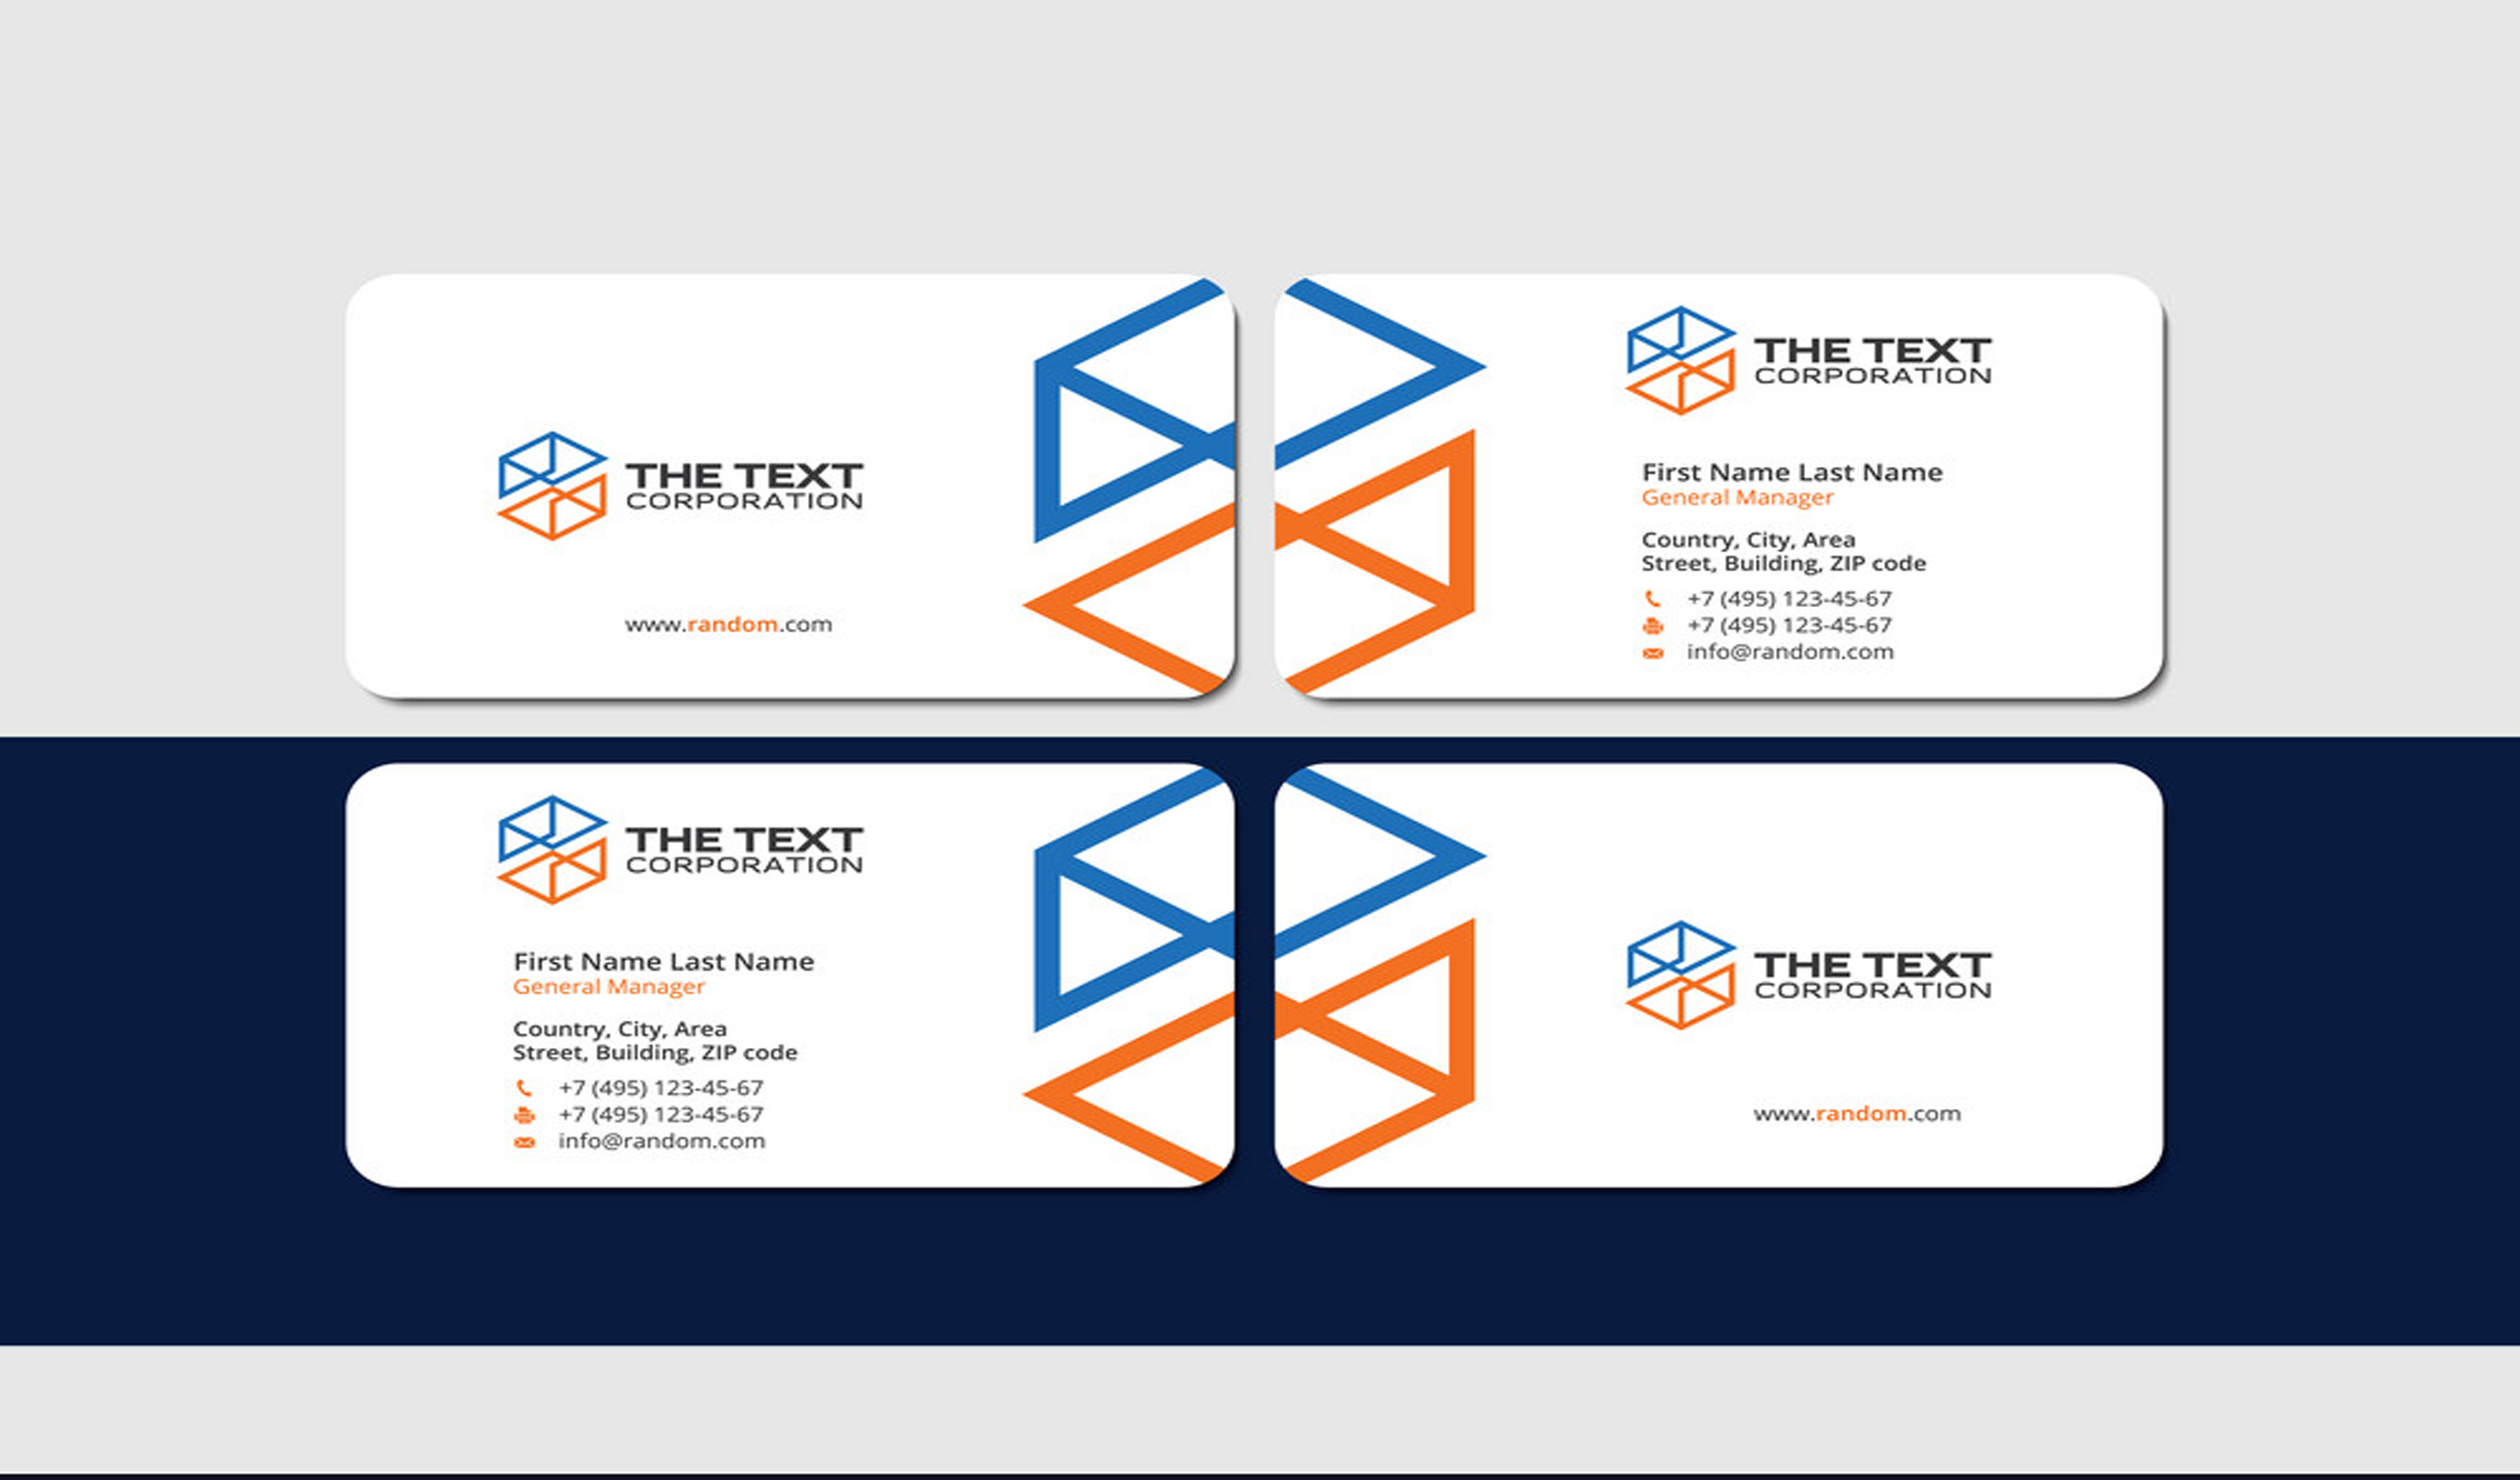 THE TEXT
CORPORATION
www.random.com
THE TEXT
CORPORATION
First Name Last Name
General Manager
Country, City, Area
Street, Building, ZIP code
+7 (495) 123-45-67
+7 (495) 123-45-67
info@random.com
THE TEXT
CORPORATION
First Name Last Name
General Manager
Country, City, Area
Street, Building, ZIP code
+7 (495) 123-45-67
+7 (495) 123-45-67
info@random.com
THE TEXT
CORPORATION
www.random.com